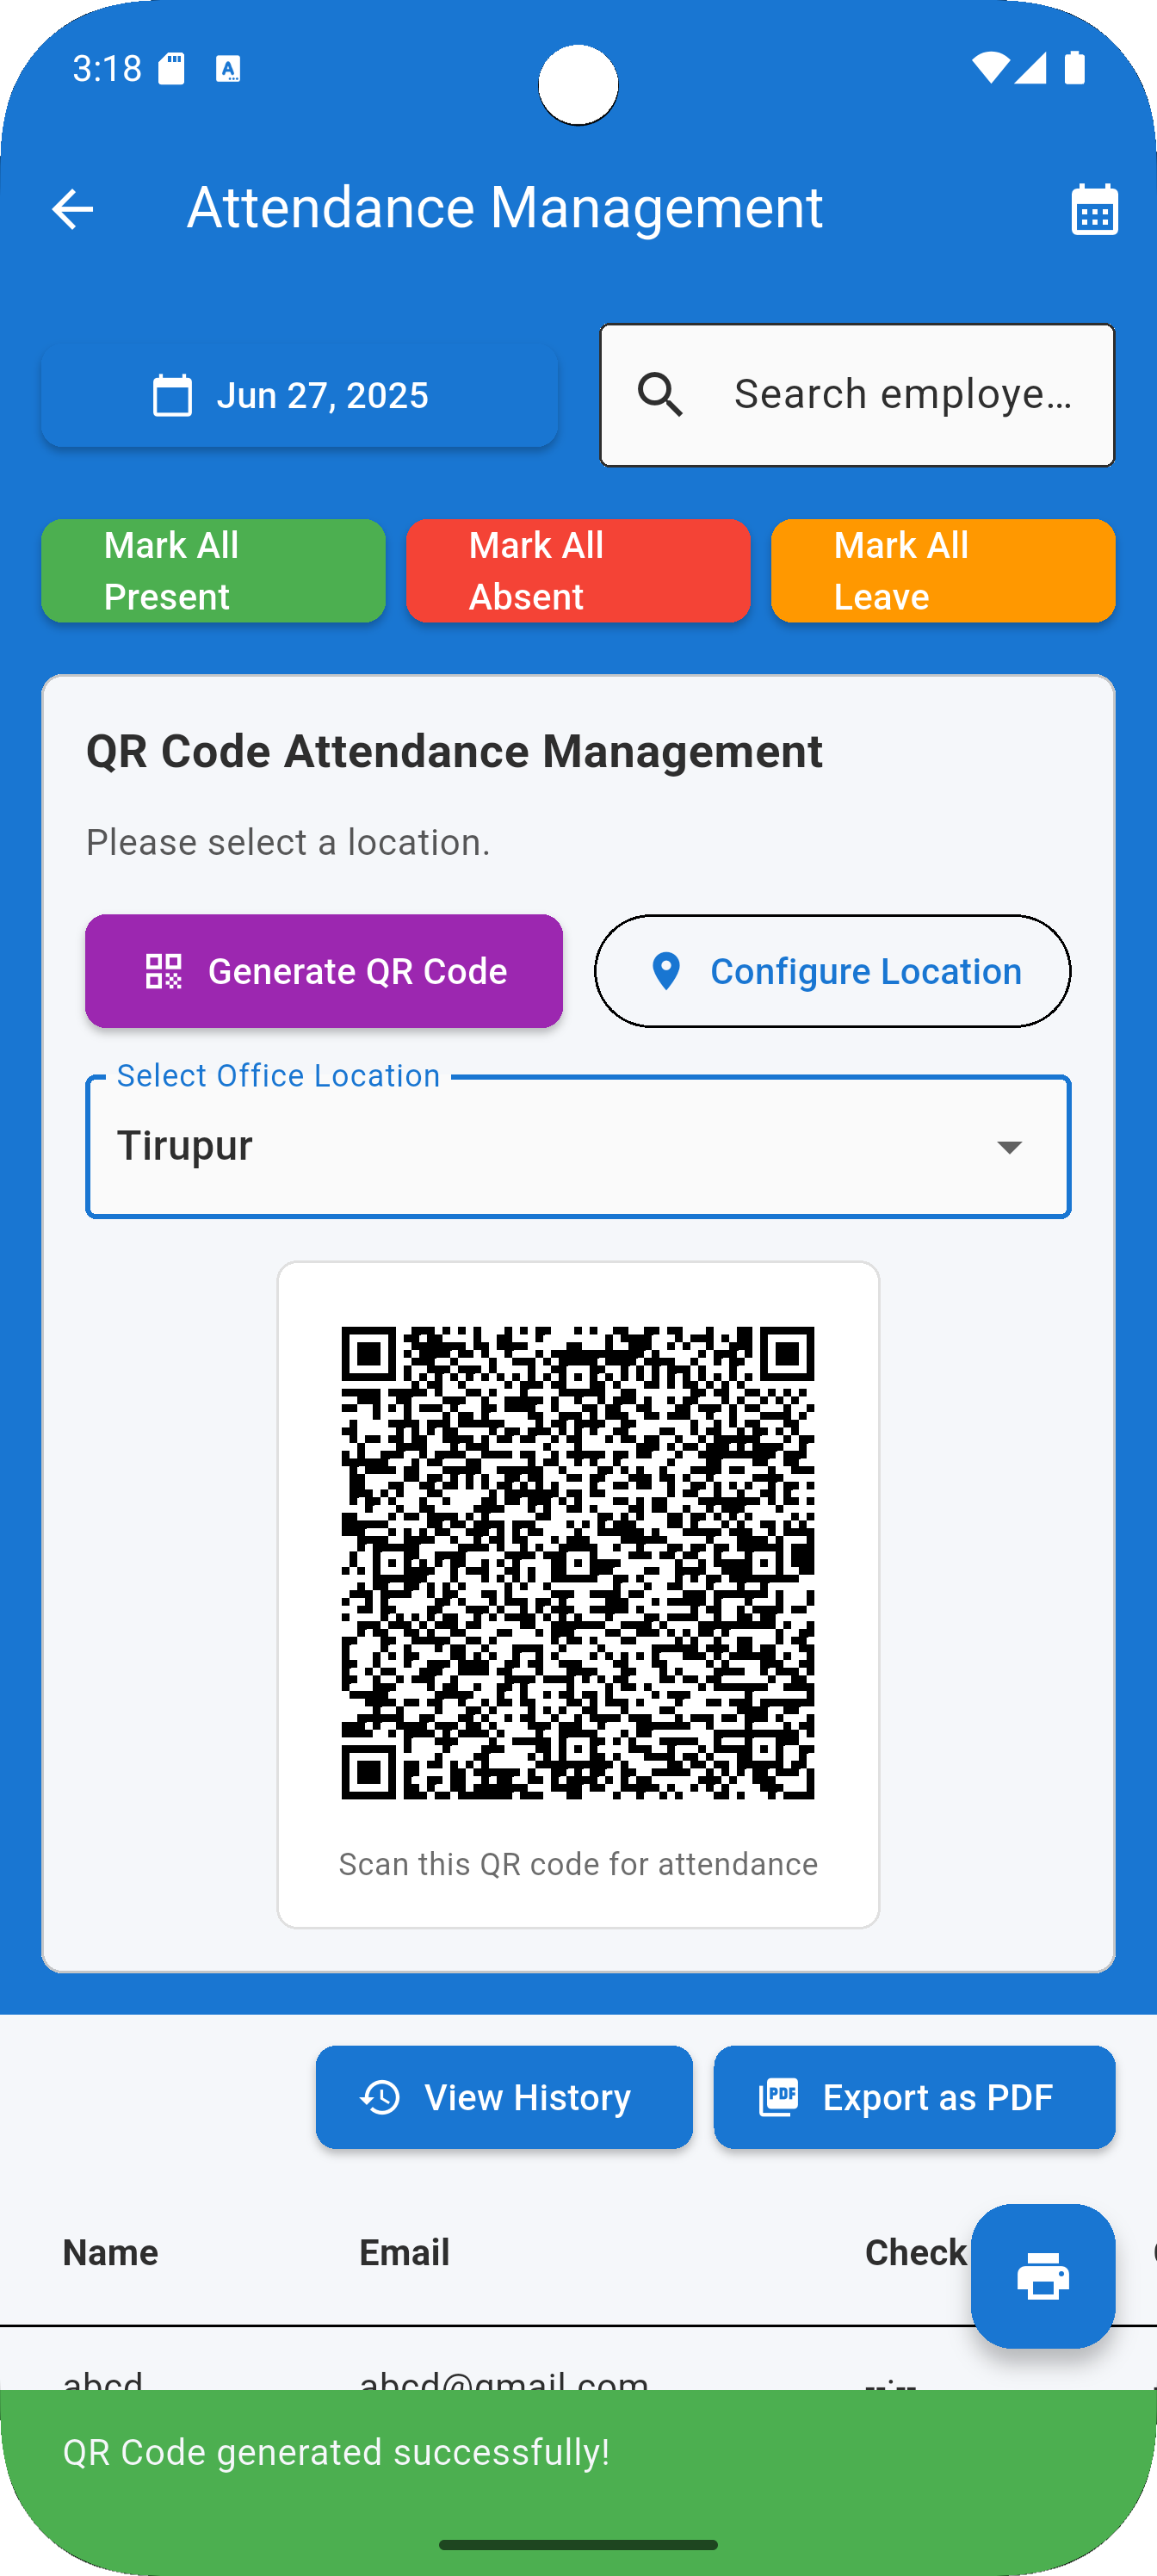 3:18
Attendance Management
Jun 27, 2025
Search employe…
Mark All
Present
Mark All
Absent
Mark All
Leave
QR Code Attendance Management
Please select a location.
Generate QR Code
Configure Location
Select Office Location
Tirupur
Scan this QR code for attendance
View History
PDF
Export as PDF
Name
Email
Check
abcd
abcd@gmail.com
--:--
QR Code generated successfully!